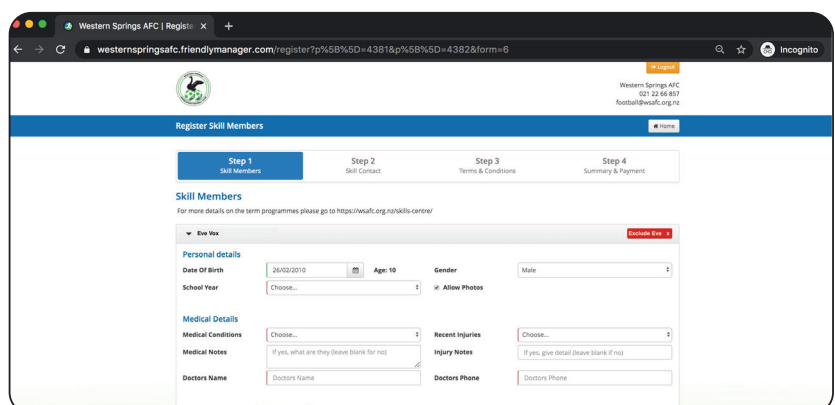 Western Springs AFC | Registe
westernspringsafc.friendlymanager.com/register?p%5B%5D=4381&p%5B%5D=4382&form=6
Incognito
Logout
Western Springs AFC
021 22 66 857
football@wsafc.org.nz
Register Skill Members
Home
Step 1
Skill Members
Step 2
Skill Contact
Step 3
Terms & Conditions
Step 4
Summary & Payment
Skill Members
For more details on the term programmes please go to https://wsafc.org.nz/skills-centre/
Eve Vox
Exclude Eve x
Personal details
Date Of Birth 26/02/2010 Age: 10 Gender Male
School Year Choose... Allow Photos
Medical Details
Medical Conditions Choose... Recent Injuries Choose...
Medical Notes If yes, what are they (leave blank for no) Injury Notes If yes, give detail (leave blank if no)
Doctors Name Doctors Name Doctors Phone Doctors Phone